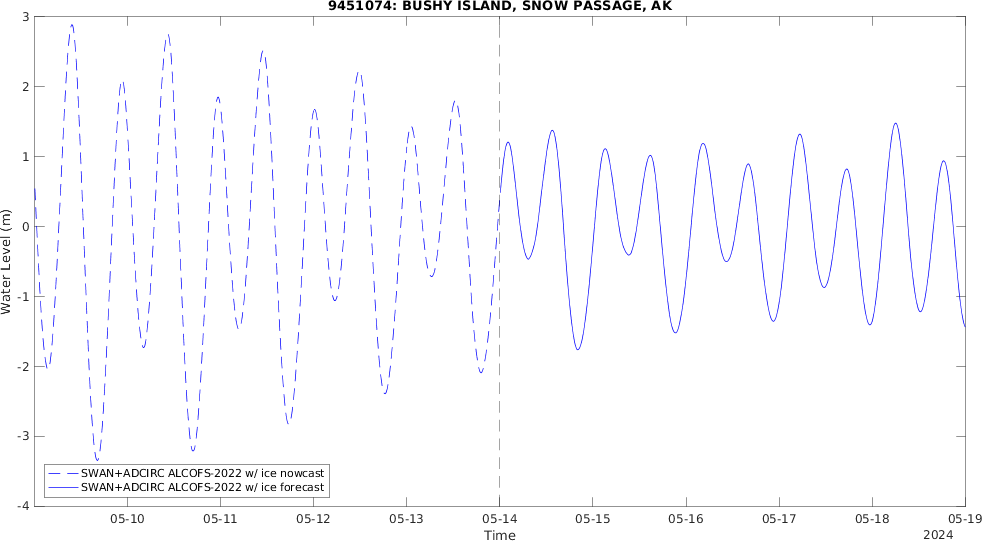 9451074: BUSHY ISLAND, SNOW PASSAGE, AK
3
2
1
0
-1
-2
-3
-4
Water Level (m)
SWAN+ADCIRC ALCOFS-2022 w/ ice nowcast
SWAN+ADCIRC ALCOFS-2022 w/ ice forecast
05-10 05-11 05-12 05-13 05-14 05-15 05-16 05-17 05-18 05-19
Time
2024